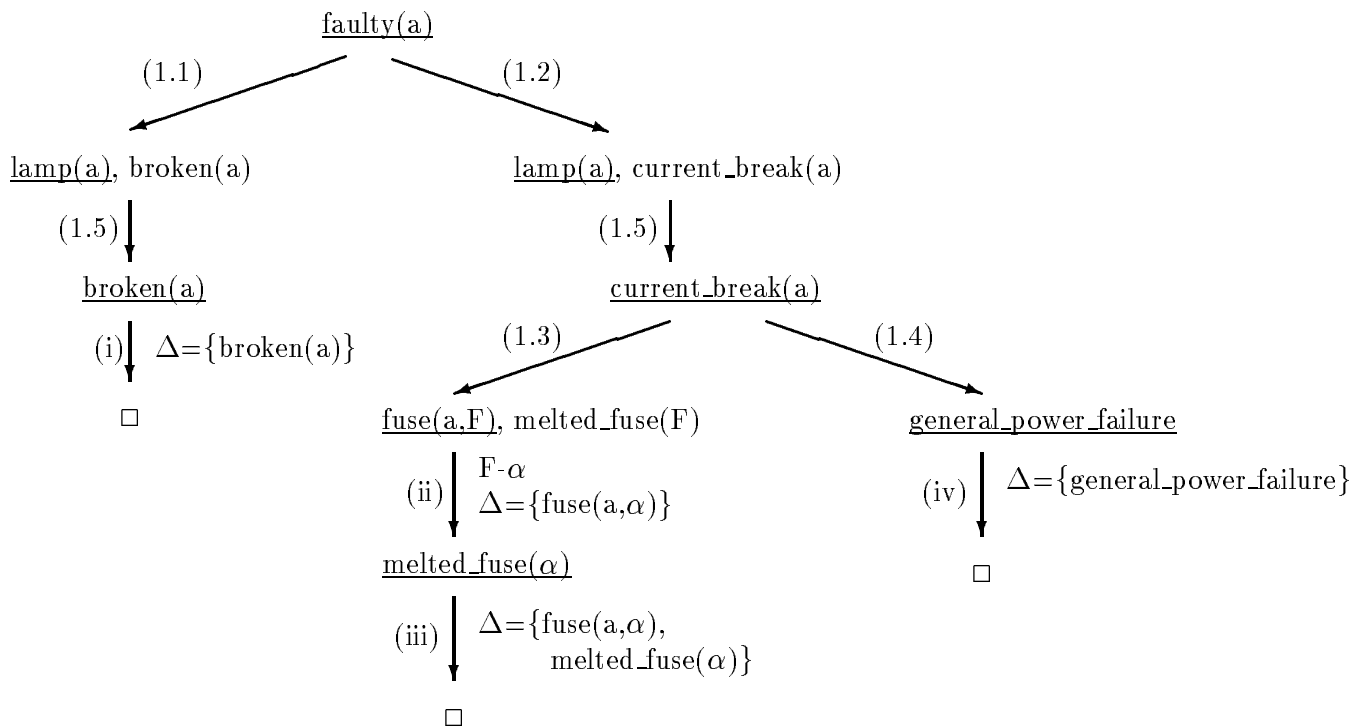 faulty(a)
(1.1) (1.2)
lamp(a), broken(a) lamp(a), current_break(a)
(1.5) (1.5)
broken(a) current_break(a)
(i) Δ={broken(a)} (1.3) (1.4)
□ fuse(a,F), melted_fuse(F) general_power_failure
F-α
(ii) Δ={fuse(a,α)} (iv) Δ={general_power_failure}
melted_fuse(α) □
(iii) Δ={fuse(a,α),
melted_fuse(α)}
□